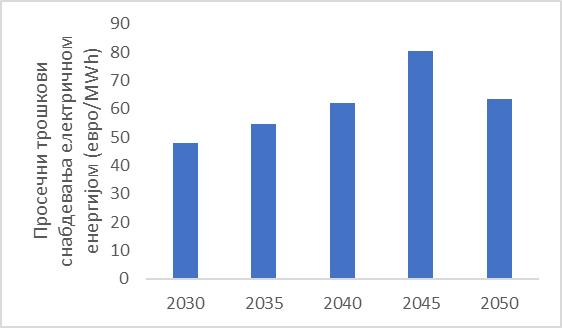 Просечни трошкови
снабдевања електричном
енергијом (евро/MWh)
90
80
70
60
50
40
30
20
10
0
2030 2035 2040 2045 2050